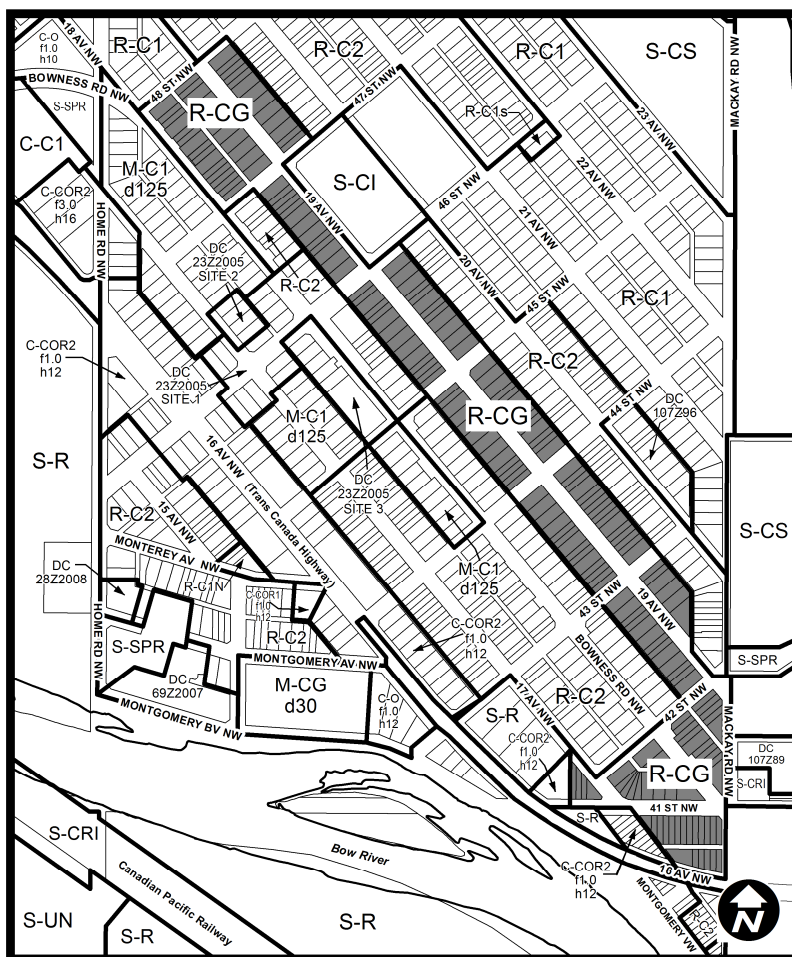 C-O
f1.0
h10
18 AV NW
R-C1
R-C2
R-C1
S-CS
MACKAY RD NW
BOWNESS RD NW
48 ST NW
47 ST NW
S-SPR
R-CG
R-C1s
23 AV NW
C-C1
M-C1
d125
S-CI
22 AV NW
C-COR2
f3.0
h16
HOME RD NW
19 AV NW
46 ST NW
21 AV NW
DC
23Z2005
SITE 2
R-C2
20 AV NW
45 ST NW
R-C1
C-COR2
f1.0
h12
DC
23Z2005
SITE 1
R-C2
M-C1
d125
R-CG
44 ST NW
DC
107Z96
S-R
16 AV NW
(Trans Canada Highway)
DC
23Z2005
SITE 3
R-C2
15 AV NW
S-CS
MONTEREY AV NW
DC
28Z2008
R-C1N
M-C1
d125
C-COR1
f1.0
h12
43 ST NW
19 AV NW
HOME RD NW
S-SPR
R-C2
C-COR2
f1.0
h12
BOWNESS RD NW
MONTGOMERY AV NW
S-SPR
DC
69Z2007
M-CG
d30
C-O
f1.0
h12
S-R
17 AV NW
R-C2
42 ST NW
MACKAY RD NW
MONTGOMERY BV NW
C-COR2
f1.0
h12
R-CG
DC
107Z89
S-CRI
41 ST NW
S-R
S-CRI
Bow River
C-COR2
f1.0
h12
16 AV NW
Canadian Pacific Railway
MONTGOMERY VW
R-C2
S-UN
S-R
S-R
N